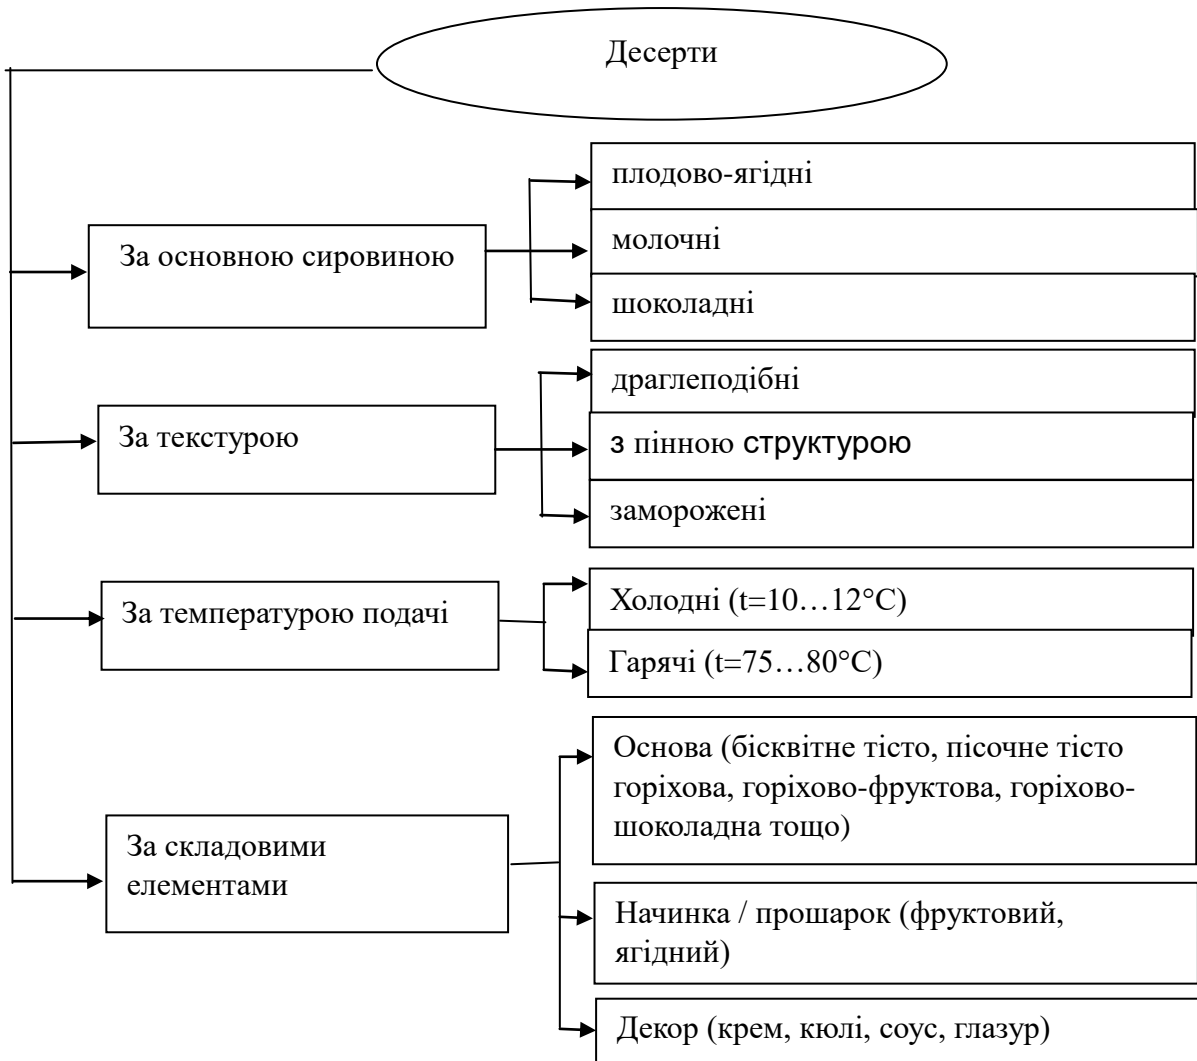 Десерти
За основною сировиною
плодово-ягідні
молочні
шоколадні
За текстурою
драглеподібні
з пінною структурою
заморожені
За температурою подачі
Холодні (t=10…12°C)
Гарячі (t=75…80°C)
За складовими
елементами
Основа (бісквітне тісто, пісочне тісто
горіхова, горіхово-фруктова, горіхово-
шоколадна тощо)
Начинка / прошарок (фруктовий,
ягідний)
Декор (крем, кюлі, соус, глазур)